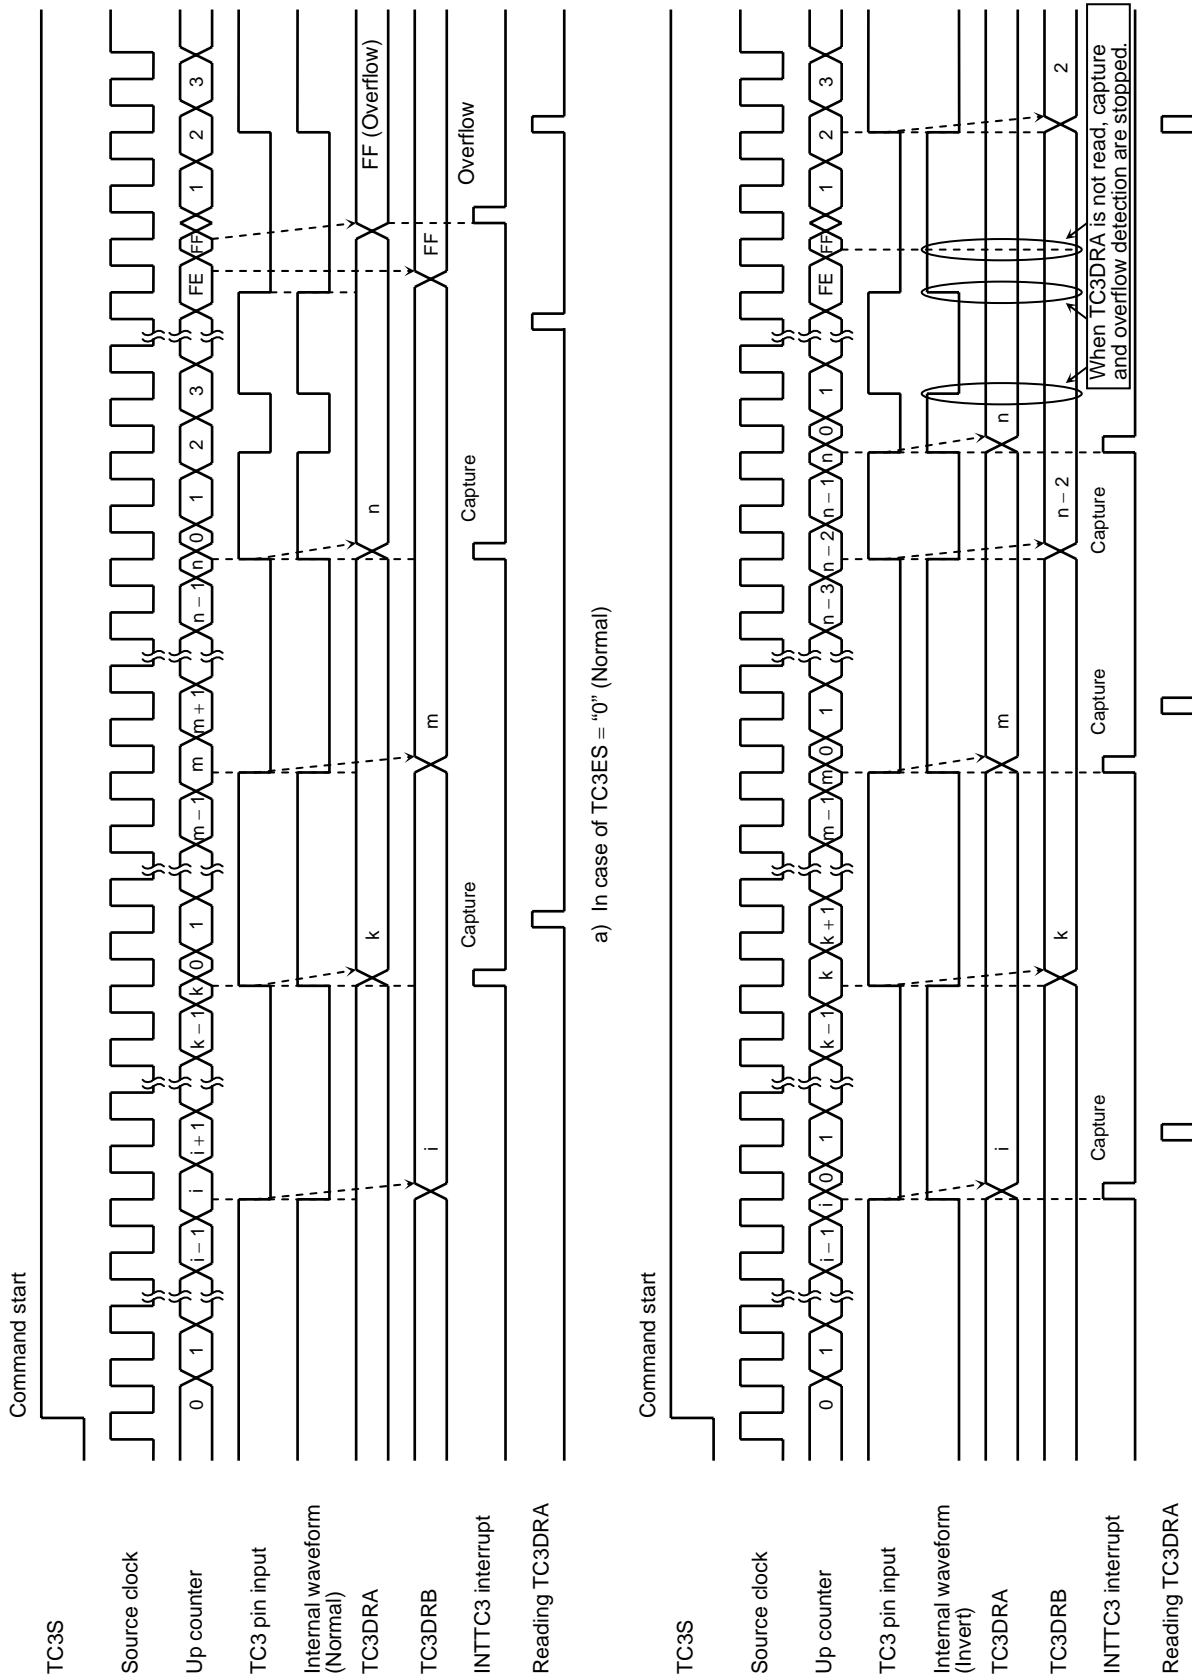 Command start
TC3S
Source clock
Up counter 0 1 i − 1 i i + 1 k − 1 k 0 1 m − 1 m m + 1 n − 1 n 0 1 2 3 FE FF 1 2 3
TC3 pin input
Internal waveform
(Normal)
TC3DRA k n FF (Overflow)
TC3DRB i m FF
INTTC3 interrupt Capture Capture Overflow
Reading TC3DRA
a) In case of TC3ES = “0” (Normal)
Command start
TC3S
Source clock
Up counter 0 1 i − 1 i 0 1 k − 1 k k + 1 m − 1 m 0 1 n − 3 n − 2 n − 1 n 0 1 FE FF 1 2 3
TC3 pin input
Internal waveform
(Invert)
TC3DRA i m n
TC3DRB k n − 2 2
When TC3DRA is not read, capture
and overflow detection are stopped.
INTTC3 interrupt Capture Capture Capture
Reading TC3DRA